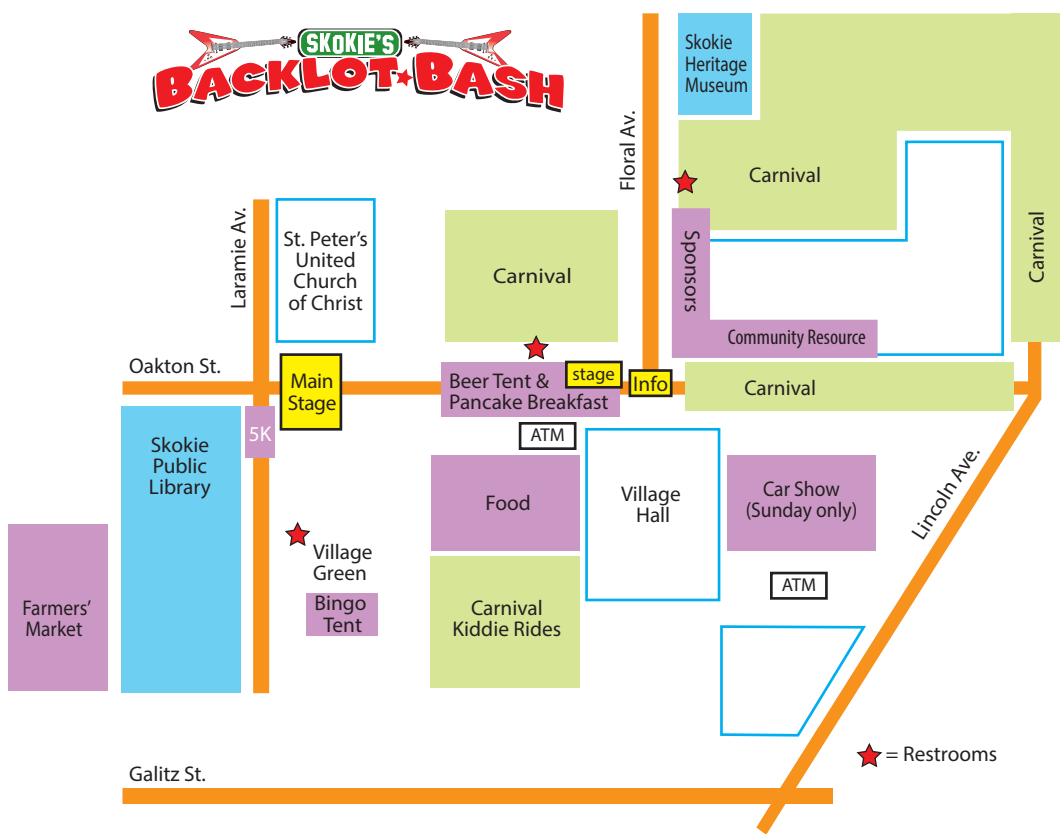 SKOKIE'S
BACKLOT BASH
Skokie
Heritage
Museum
Floral Av.
Carnival
Carnival
Laramie Av.
St. Peter's
United
Church
of Christ
Carnival
Sponsors
Community Resource
Oakton St.
Main
Stage
Beer Tent &
Pancake Breakfast
stage
Info
Carnival
5K
ATM
Skokie
Public
Library
Food
Village
Hall
Car Show
(Sunday only)
Lincoln Ave.
Village
Green
ATM
Farmers'
Market
Bingo
Tent
Carnival
Kiddie Rides
= Restrooms
Galitz St.